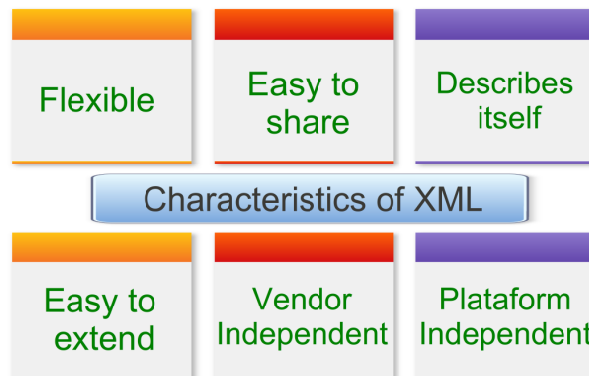 Flexible
Easy to
share
Describes
itself
Characteristics of XML
Easy to
extend
Vendor
Independent
Plataform
Independent